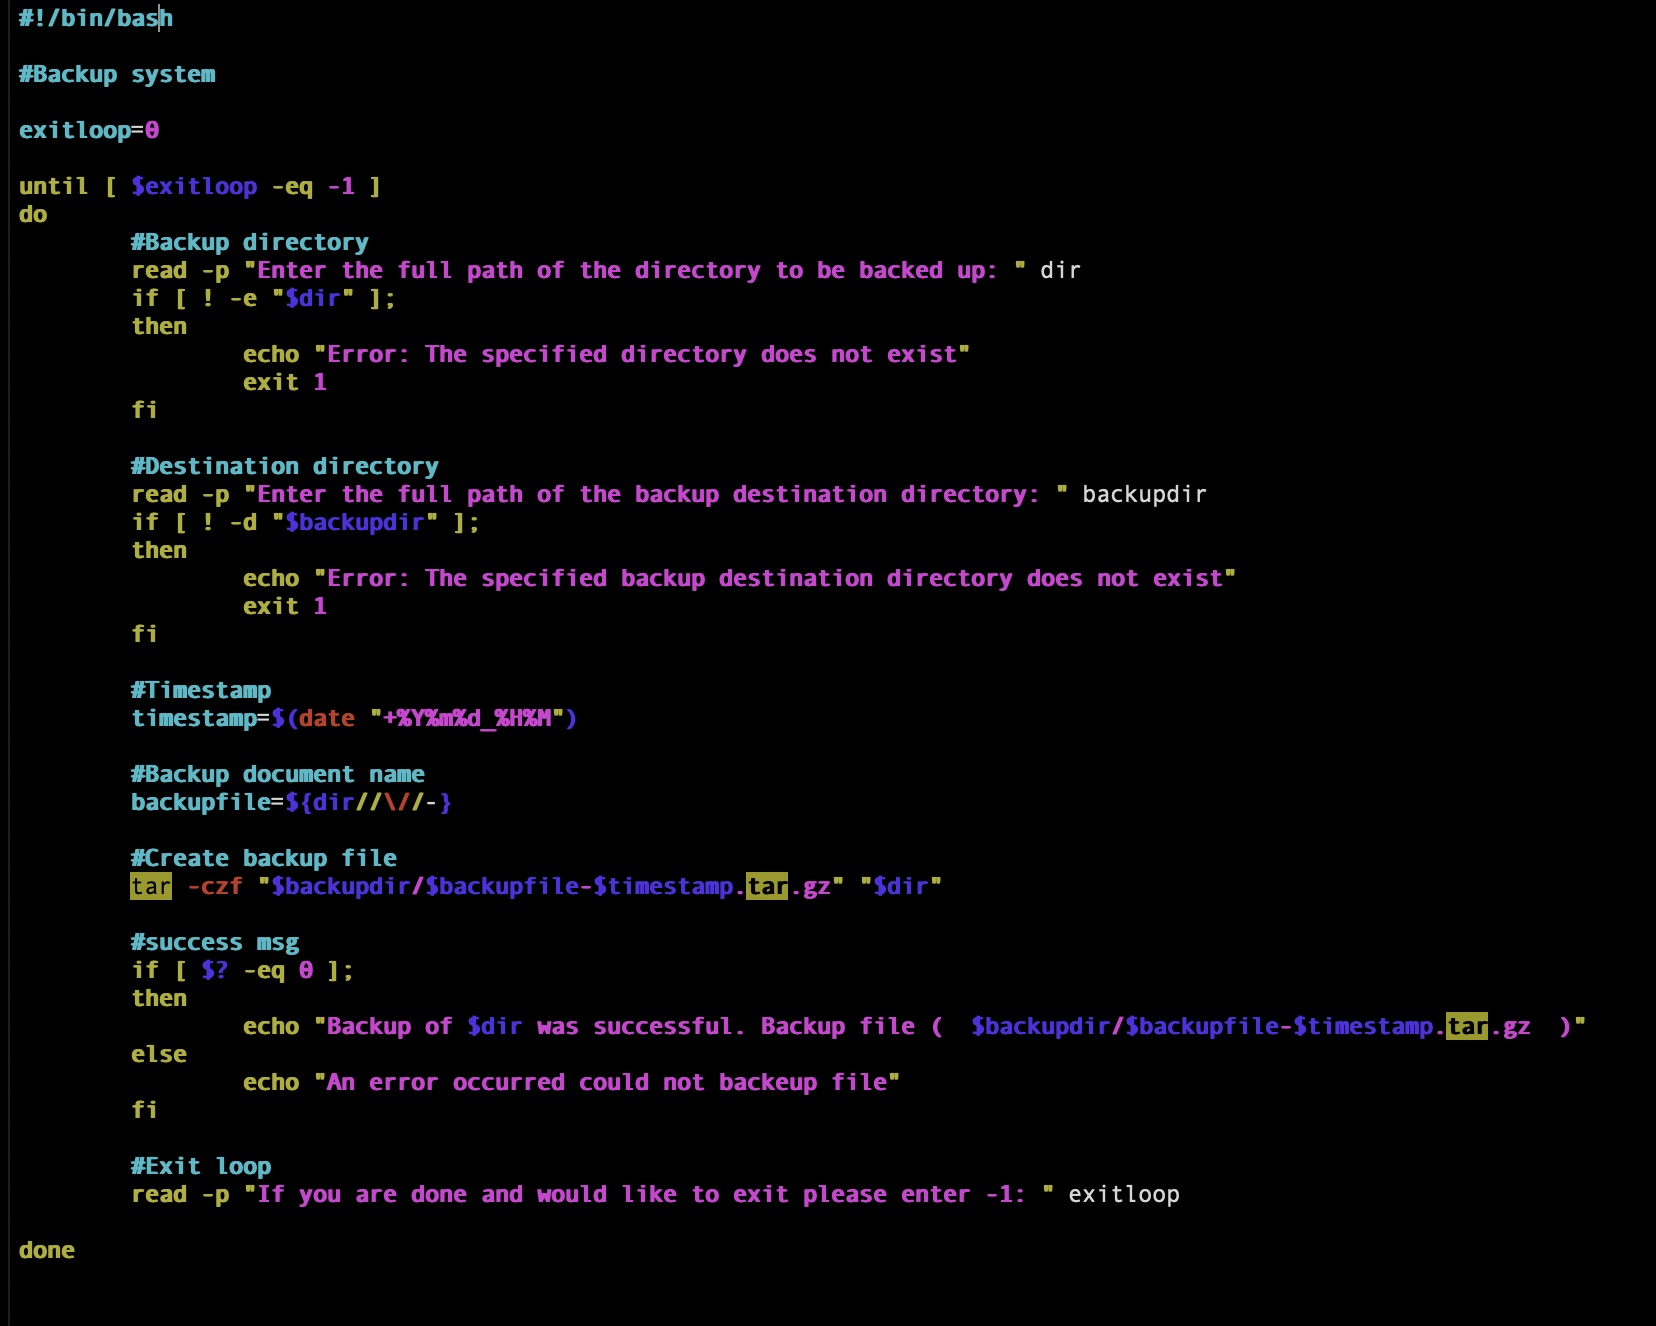 #!/bin/bash
#Backup system
exitloop=0
until [ $exitloop -eq -1 ]
do
#Backup directory
read -p "Enter the full path of the directory to be backed up: " dir
if [ ! -e "$dir" ];
then
echo "Error: The specified directory does not exist"
exit 1
fi
#Destination directory
read -p "Enter the full path of the backup destination directory: " backupdir
if [ ! -d "$backupdir" ];
then
echo "Error: The specified backup destination directory does not exist"
exit 1
fi
#Timestamp
timestamp=$(date "+%Y%m%d_%H%M")
#Backup document name
backupfile=${dir//\//-}
#Create backup file
tar -czf "$backupdir/$backupfile-$timestamp.tar.gz" "$dir"
#success msg
if [ $? -eq 0 ];
then
echo "Backup of $dir was successful. Backup file (  $backupdir/$backupfile-$timestamp.tar.gz  )"
else
echo "An error occurred could not backeup file"
fi
#Exit loop
read -p "If you are done and would like to exit please enter -1: " exitloop
done